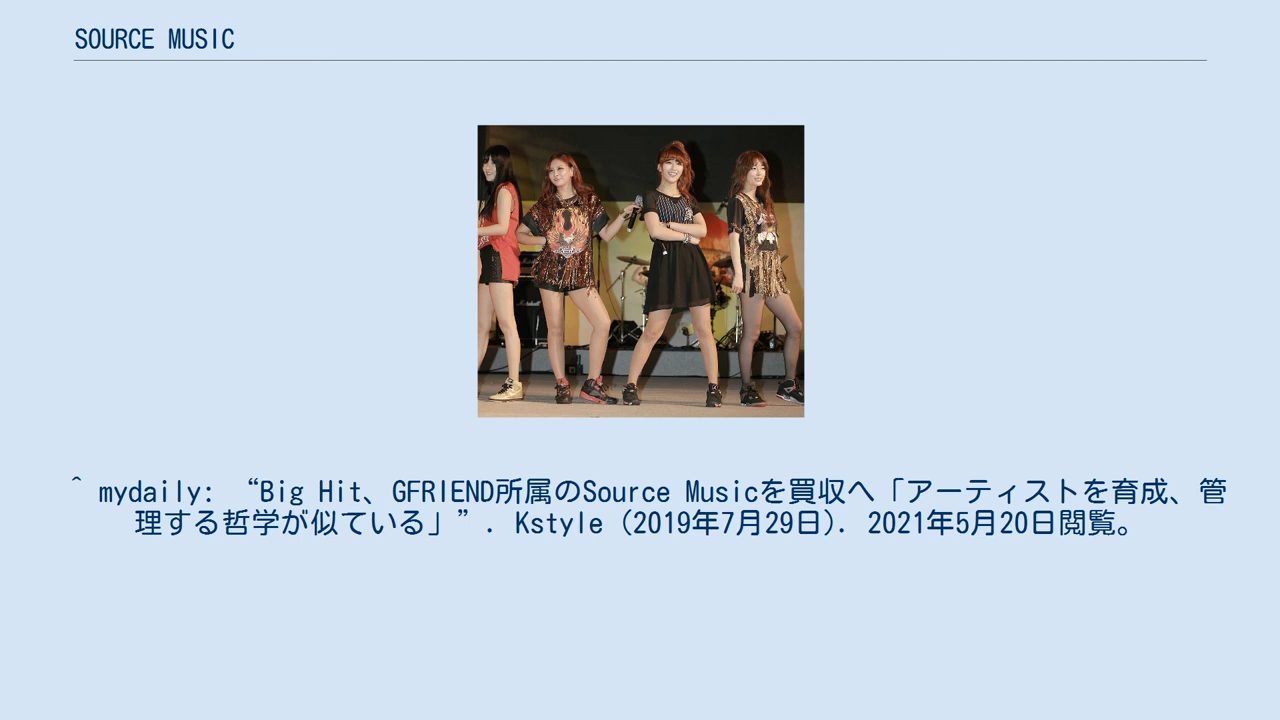 SOURCE MUSIC
^ mydaily: “Big Hit、GFRIEND所属のSource Musicを買収へ「アーティストを育成、管
理する哲学が似ている」”. Kstyle (2019年7月29日). 2021年5月20日閲覧。